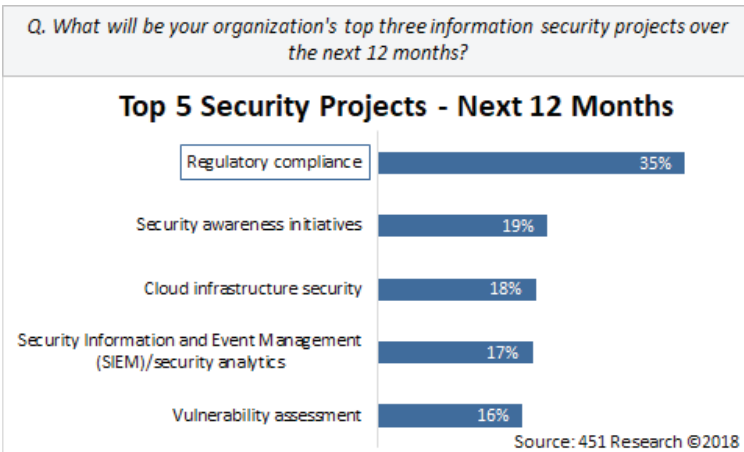 Q. What will be your organization's top three information security projects over
the next 12 months?
Top 5 Security Projects - Next 12 Months
Regulatory compliance
35%
Security awareness initiatives
19%
Cloud infrastructure security
18%
Security Information and Event Management
(SIEM)/security analytics
17%
Vulnerability assessment
16%
Source: 451 Research ©2018